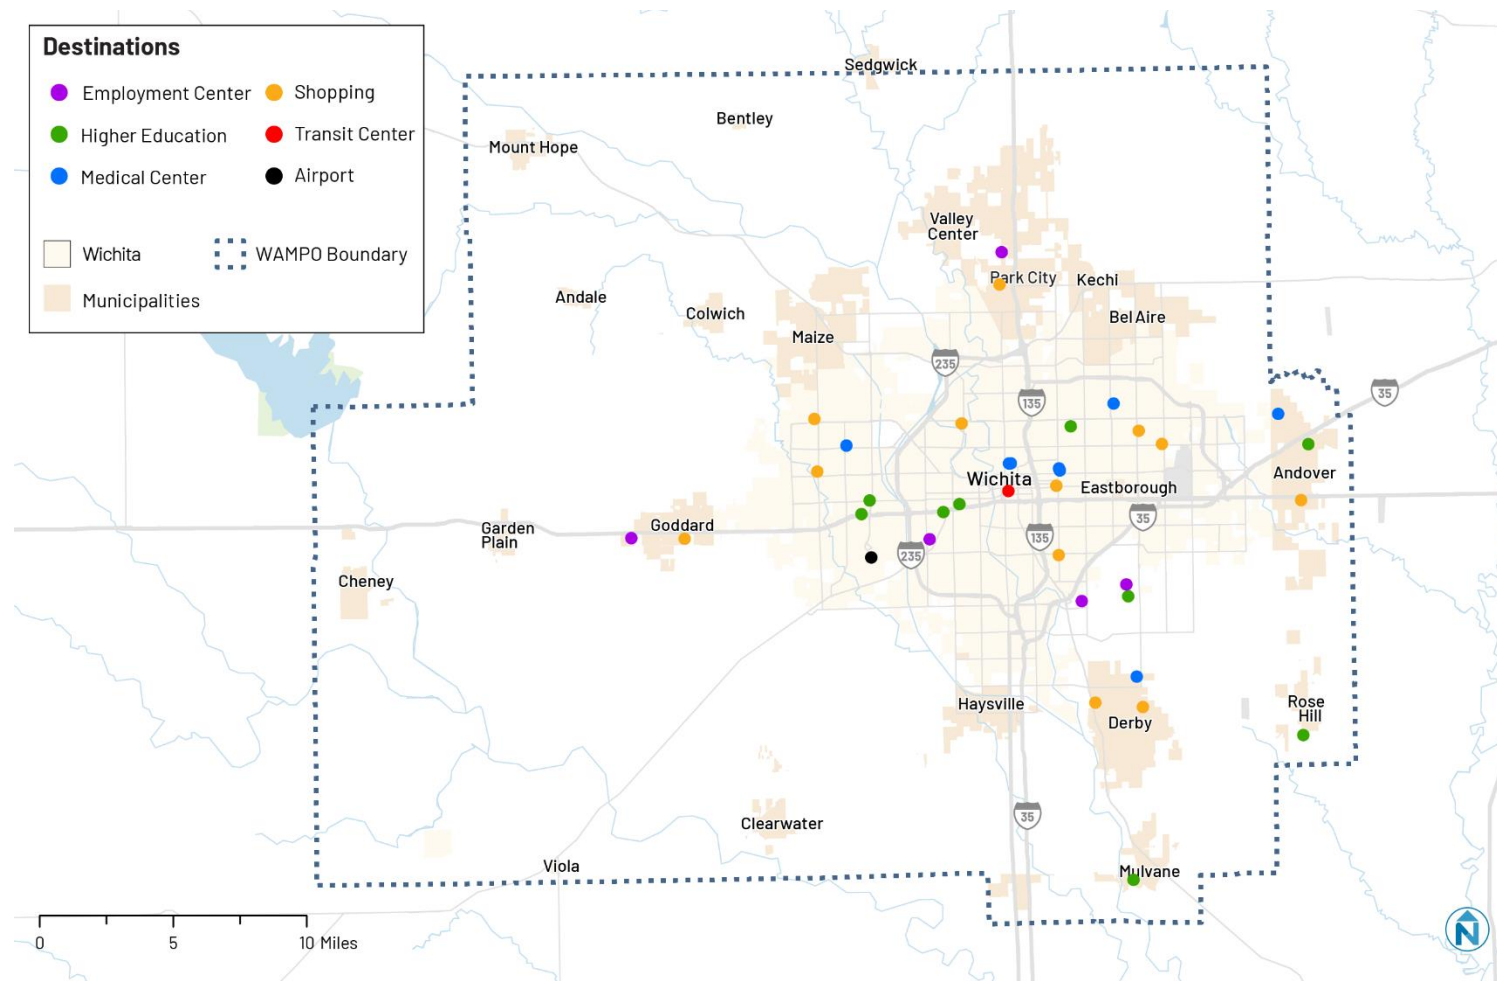 Destinations
Employment Center
Shopping
Higher Education
Transit Center
Medical Center
Airport
Wichita
WAMPO Boundary
Municipalities
Sedgwick
Bentley
Mount Hope
Valley
Center
Park City
Kechi
Andale
Colwich
Bel Aire
Maize
235
135
35
Andover
Wichita
Eastborough
35
Garden
Plain
Goddard
135
235
Cheney
Haysville
Rose
Hill
Derby
35
Clearwater
Viola
Mulvane
0
5
10 Miles
N